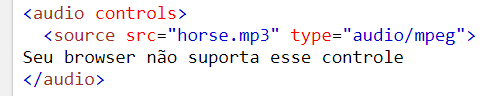 <audio controls>
  <source src="horse.mp3" type="audio/mpeg">
Seu browser não suporta esse controle
</audio>